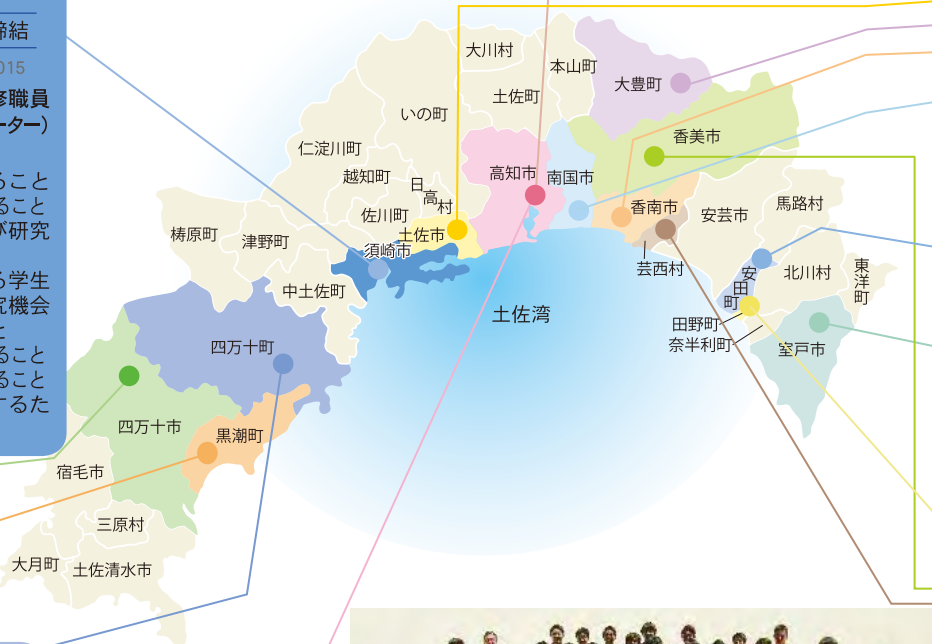 締結
015
修職員
ーター）
ること
ること
び研究
る学生
究機会
と
ること
ること
するた
大川村
本山町
大豊町
土佐町
いの町
香美市
仁淀川町
高知市
南国市
越知町
日高村
佐川町
香南市
安芸市
馬路村
土佐市
梼原町
津野町
須崎市
芸西村
安田町
北川村
東洋町
中土佐町
土佐湾
田野町
奈半利町
室戸市
四万十町
四万十市
黒潮町
宿毛市
三原村
大月町
土佐清水市